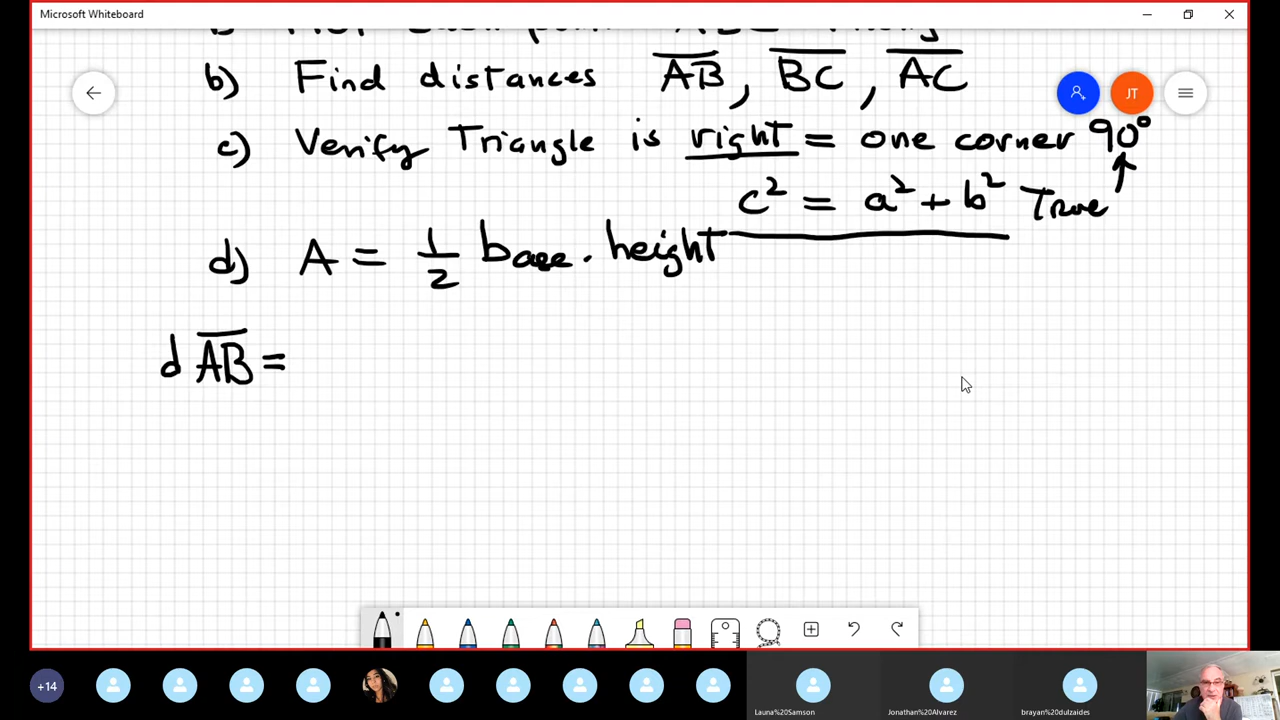 Microsoft Whiteboard
b) Find distances AB, BC, AC
JT
c) Verify Triangle is right = one corner 90°
c² = a² + b² True
d) A = 1/2 base · height
d AB =
+14
Launa%20Samson
Jonathan%20Alvarez
brayan%20dulzaides